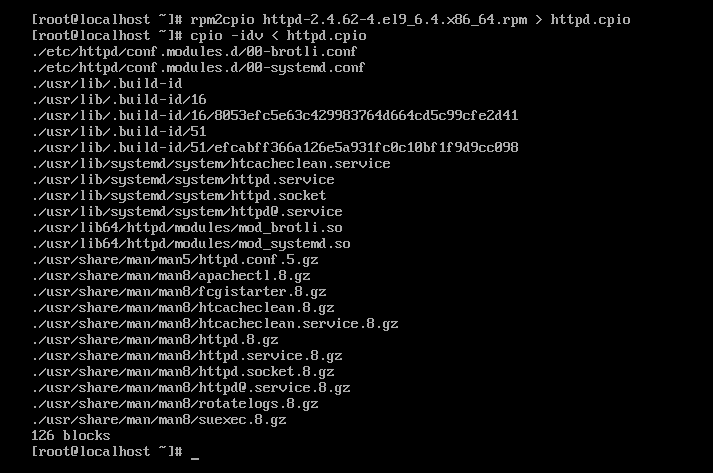 [root@localhost ~]# rpm2cpio httpd-2.4.62-4.el9_6.4.x86_64.rpm > httpd.cpio
[root@localhost ~]# cpio -idv < httpd.cpio
./etc/httpd/conf.modules.d/00-brotli.conf
./etc/httpd/conf.modules.d/00-systemd.conf
./usr/lib/.build-id
./usr/lib/.build-id/16
./usr/lib/.build-id/16/8053efc5e63c429983764d664cd5c99cfe2d41
./usr/lib/.build-id/51
./usr/lib/.build-id/51/efcabff366a126e5a931fc0c10bf1f9d9cc098
./usr/lib/systemd/system/htcacheclean.service
./usr/lib/systemd/system/httpd.service
./usr/lib/systemd/system/httpd.socket
./usr/lib/systemd/system/httpd@.service
./usr/lib64/httpd/modules/mod_brotli.so
./usr/lib64/httpd/modules/mod_systemd.so
./usr/share/man/man5/httpd.conf.5.gz
./usr/share/man/man8/apachectl.8.gz
./usr/share/man/man8/fcgistarter.8.gz
./usr/share/man/man8/htcacheclean.8.gz
./usr/share/man/man8/htcacheclean.service.8.gz
./usr/share/man/man8/httpd.8.gz
./usr/share/man/man8/httpd.service.8.gz
./usr/share/man/man8/httpd.socket.8.gz
./usr/share/man/man8/httpd@.service.8.gz
./usr/share/man/man8/rotatelogs.8.gz
./usr/share/man/man8/suexec.8.gz
126 blocks
[root@localhost ~]# _